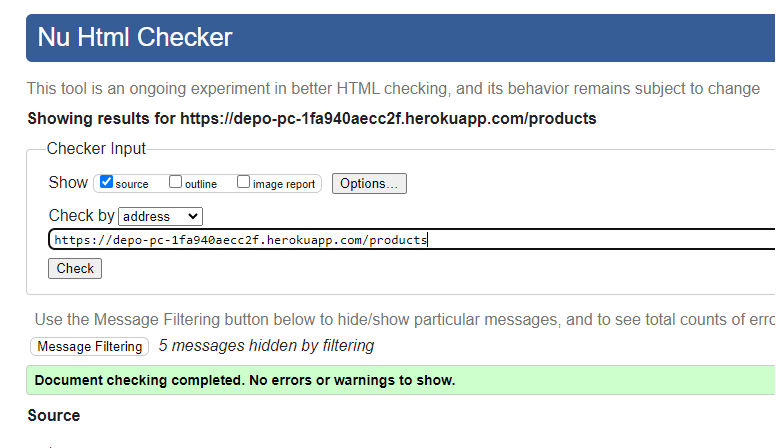 Nu Html Checker
This tool is an ongoing experiment in better HTML checking, and its behavior remains subject to change
Showing results for https://depo-pc-1fa940aecc2f.herokuapp.com/products
Checker Input
Show source outline image report Options...
Check by address
https://depo-pc-1fa940aecc2f.herokuapp.com/products
Check
Use the Message Filtering button below to hide/show particular messages, and to see total counts of erro
Message Filtering 5 messages hidden by filtering
Document checking completed. No errors or warnings to show.
Source